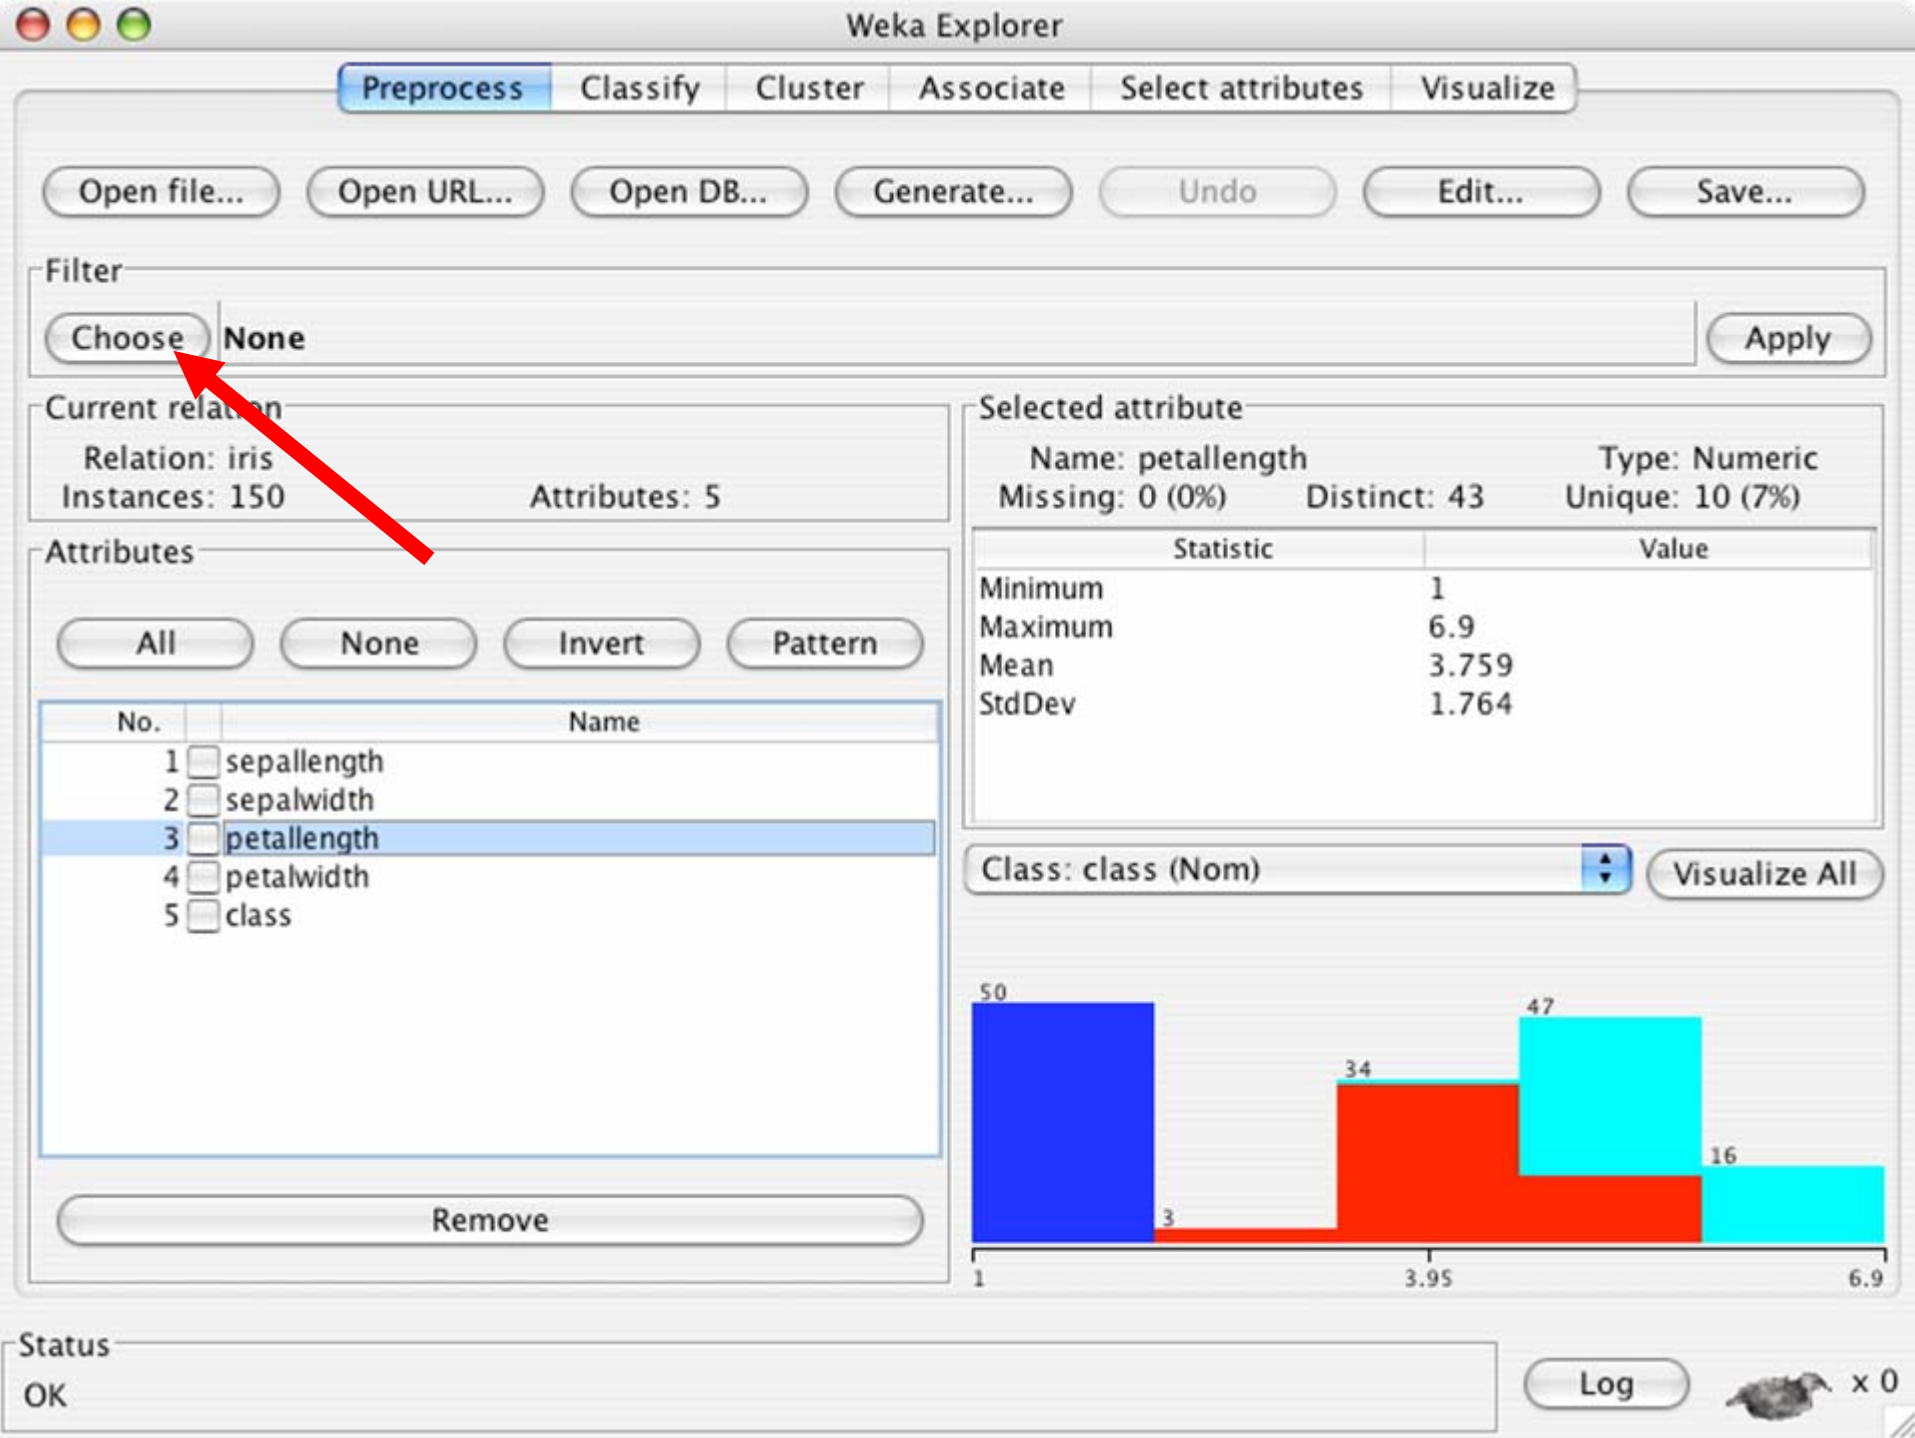 Weka Explorer
Preprocess Classify Cluster Associate Select attributes Visualize
Open file... Open URL... Open DB... Generate... Undo Edit... Save...
Filter
Choose None Apply
Current relation
Relation: iris
Instances: 150 Attributes: 5
Attributes
All None Invert Pattern
No. Name
1 sepallength
2 sepalwidth
3 petallength
4 petalwidth
5 class
Remove
Selected attribute
Name: petallength Type: Numeric
Missing: 0 (0%) Distinct: 43 Unique: 10 (7%)
Statistic Value
Minimum 1
Maximum 6.9
Mean 3.759
StdDev 1.764
Class: class (Nom) Visualize All
50
47
34
16
3
1 3.95 6.9
Status
OK
Log x 0